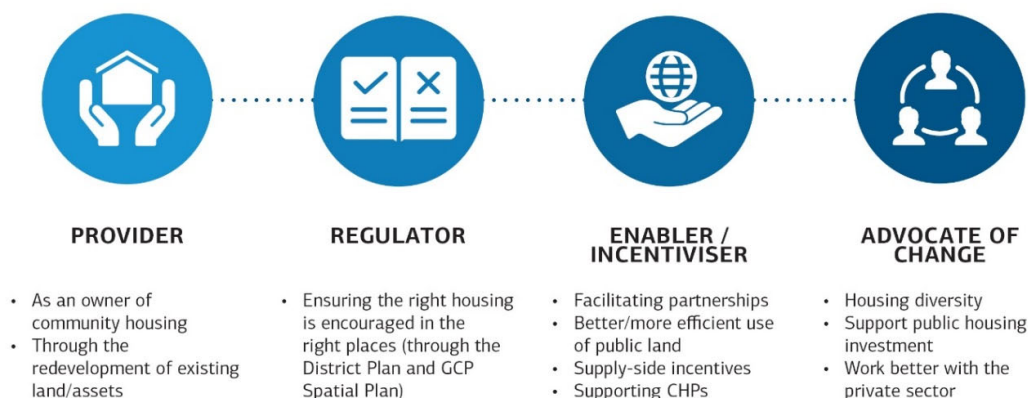 PROVIDER
• As an owner of
community housing
• Through the
redevelopment of existing
land/assets
REGULATOR
• Ensuring the right housing
is encouraged in the
right places (through the
District Plan and GCP
Spatial Plan)
ENABLER /
INCENTIVISER
• Facilitating partnerships
• Better/more efficient use
of public land
• Supply-side incentives
• Supporting CHPs
ADVOCATE OF
CHANGE
• Housing diversity
• Support public housing
investment
• Work better with the
private sector